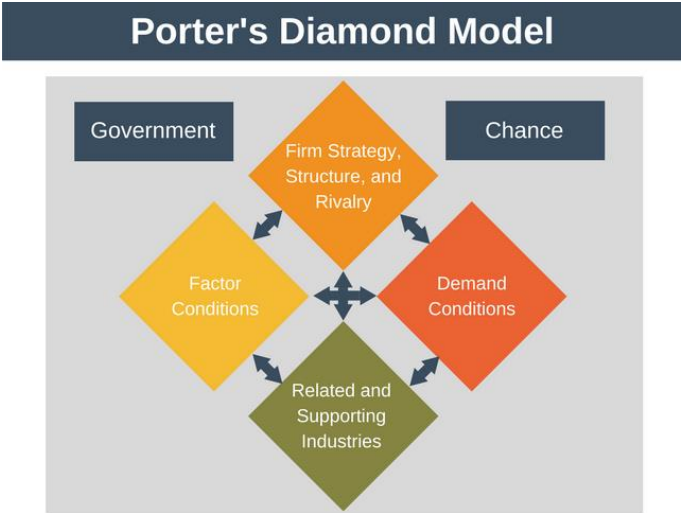 Porter's Diamond Model
Government
Chance
Firm Strategy,
Structure, and
Rivalry
Factor
Conditions
Demand
Conditions
Related and
Supporting
Industries